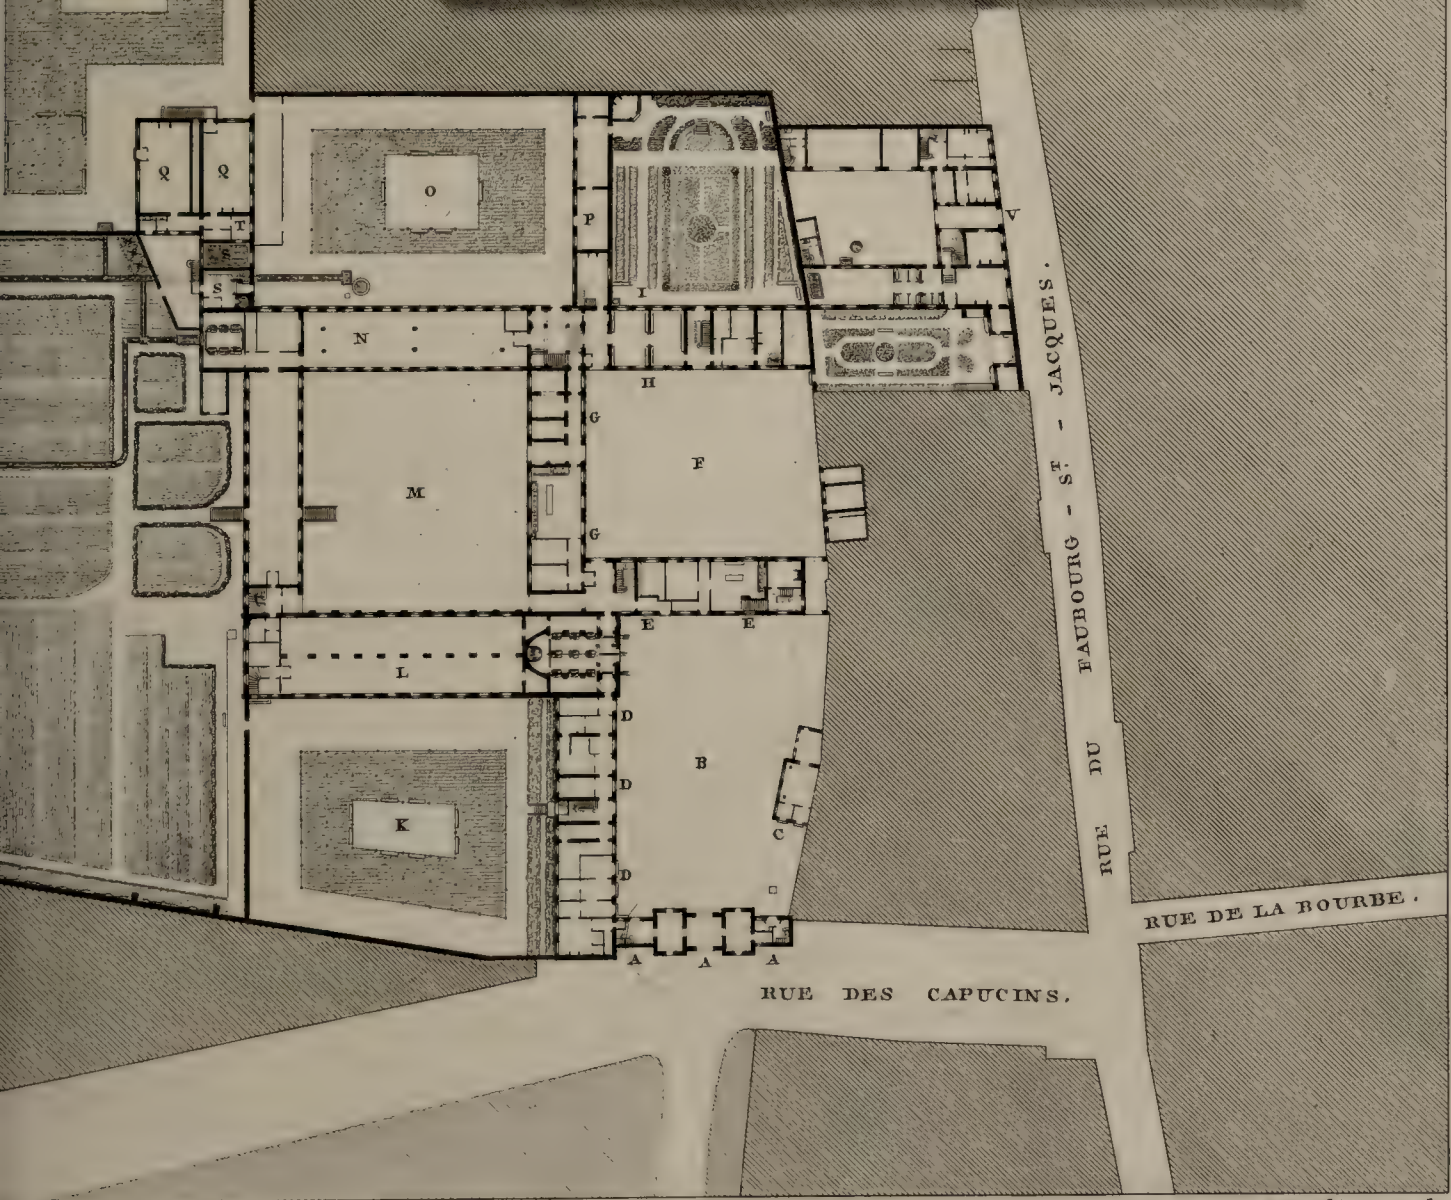 Q Q O
P
V
T
S
S
I
N
H
G
F
M
G
E E
L
D
B
D
K
C
D
A A A
RUE DU FAUBOURG - ST. - JACQUES.
RUE DE LA BOURBE.
RUE DES CAPUCINS.